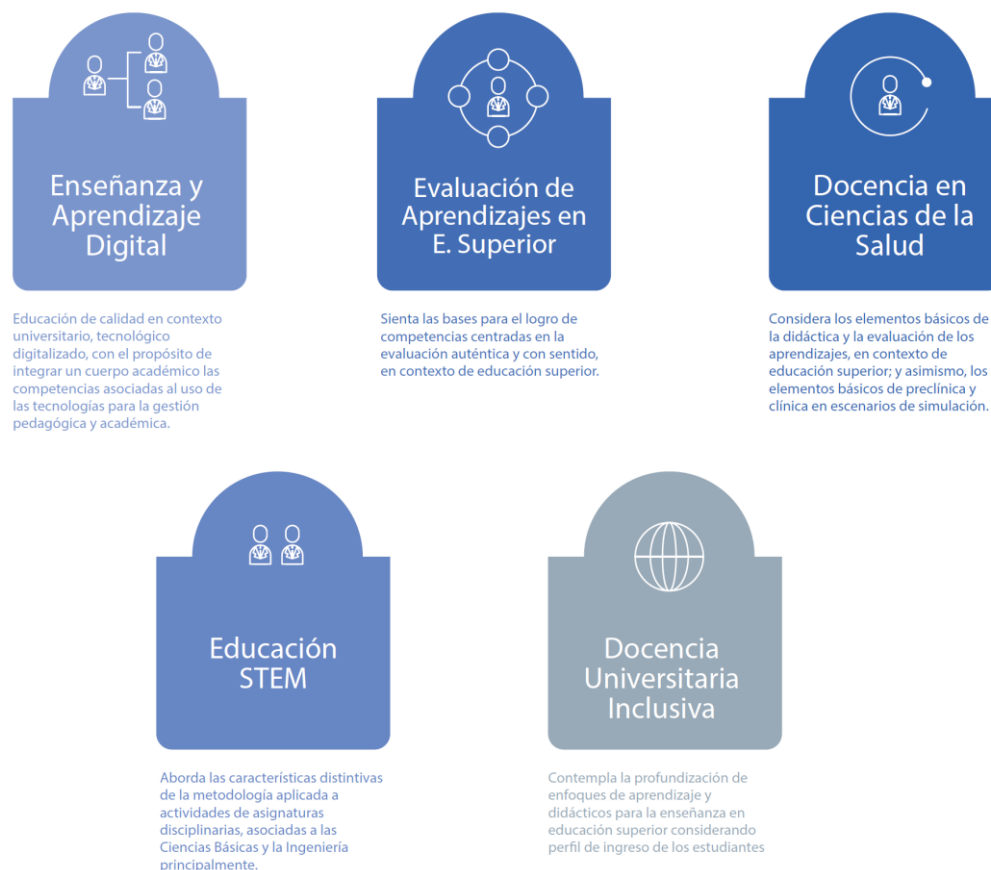 Enseñanza y
Aprendizaje
Digital
Educación de calidad en contexto
universitario, tecnológico
digitalizado, con el propósito de
integrar un cuerpo académico las
competencias asociadas al uso de
las tecnologías para la gestión
pedagógica y académica.
Evaluación de
Aprendizajes en
E. Superior
Sienta las bases para el logro de
competencias centradas en la
evaluación auténtica y con sentido,
en contexto de educación superior.
Docencia en
Ciencias de la
Salud
Considera los elementos básicos de
la didáctica y la evaluación de los
aprendizajes, en contexto de
educación superior; y asimismo, los
elementos básicos de preclínica y
clínica en escenarios de simulación.
Educación
STEM
Aborda las características distintivas
de la metodología aplicada a
actividades de asignaturas
disciplinarias, asociadas a las
Ciencias Básicas y la Ingeniería
principalmente.
Docencia
Universitaria
Inclusiva
Contempla la profundización de
enfoques de aprendizaje y
didácticos para la enseñanza en
educación superior considerando
perfil de ingreso de los estudiantes